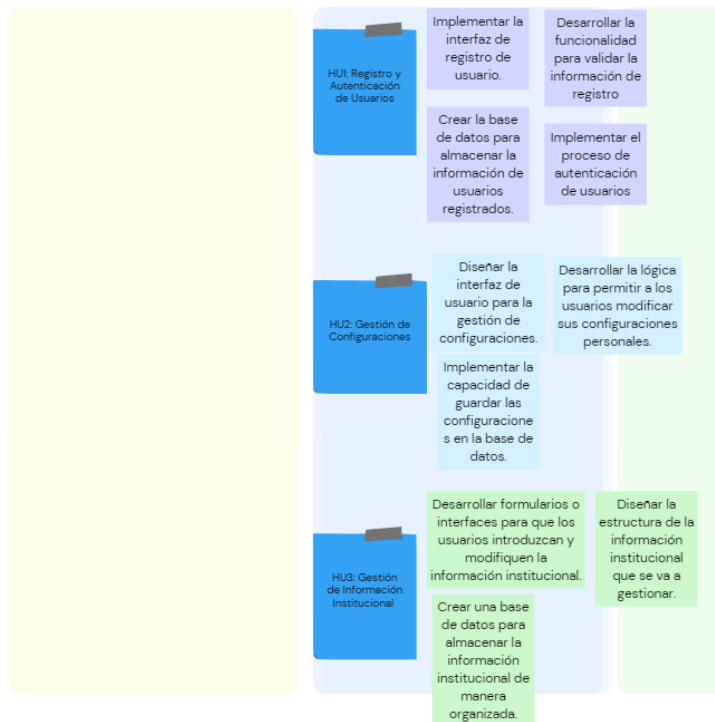 HU1: Registro y
Autenticación
de Usuarios
Implementar la
interfaz de
registro de
usuario.
Desarrollar la
funcionalidad
para validar la
información de
registro
Crear la base
de datos para
almacenar la
información de
usuarios
registrados.
Implementar el
proceso de
autenticación
de usuarios
HU2: Gestión de
Configuraciones
Diseñar la
interfaz de
usuario para la
gestión de
configuraciones.
Desarrollar la lógica
para permitir a los
usuarios modificar
sus configuraciones
personales.
Implementar la
capacidad de
guardar las
configuracione
s en la base de
datos.
HU3: Gestión
de Información
Institucional
Desarrollar formularios o
interfaces para que los
usuarios introduzcan y
modifiquen la
información institucional.
Diseñar la
estructura de la
información
institucional
que se va a
gestionar.
Crear una base
de datos para
almacenar la
información
institucional de
manera
organizada.